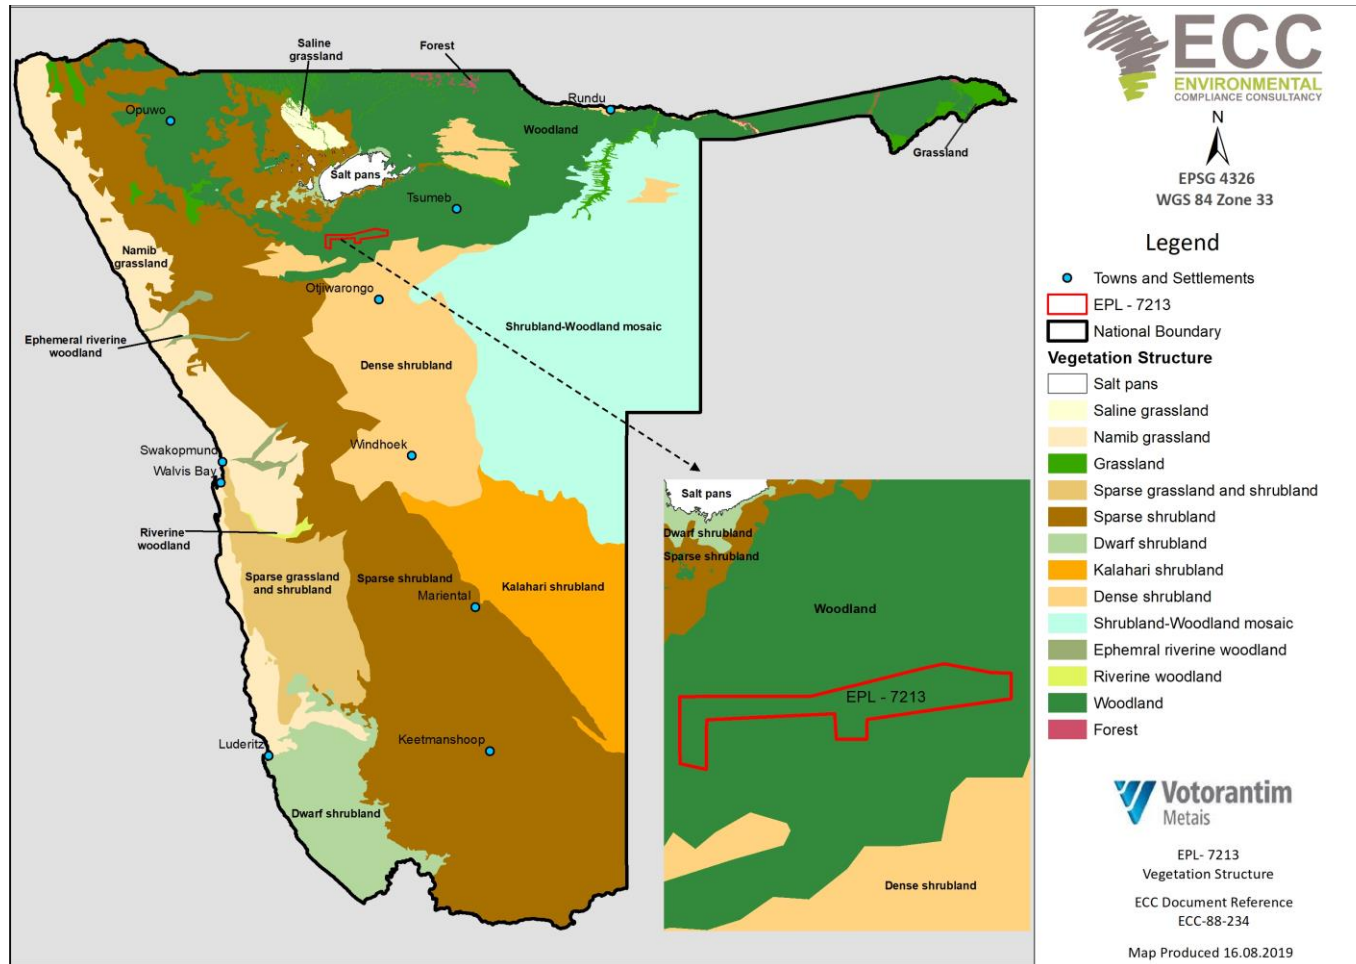 Saline
grassland
Forest
Opuwo
Rundu
Woodland
Grassland
Salt pans
Tsumeb
Namib
grassland
Otjiwarongo
Shrubland-Woodland mosaic
Ephemeral riverine
woodland
Dense shrubland
Swakopmund
Windhoek
Walvis Bay
Riverine
woodland
Sparse grassland
and shrubland
Sparse shrubland
Mariental
Kalahari shrubland
Luderitz
Keetmanshoop
Dwarf shrubland
Salt pans
Dwarf shrubland
Sparse shrubland
Woodland
EPL - 7213
Dense shrubland
ECC
ENVIRONMENTAL
COMPLIANCE CONSULTANCY
N
EPSG 4326
WGS 84 Zone 33
Legend
Towns and Settlements
EPL - 7213
National Boundary
Vegetation Structure
Salt pans
Saline grassland
Namib grassland
Grassland
Sparse grassland and shrubland
Sparse shrubland
Dwarf shrubland
Kalahari shrubland
Dense shrubland
Shrubland-Woodland mosaic
Ephemral riverine woodland
Riverine woodland
Woodland
Forest
Votorantim
Metais
EPL- 7213
Vegetation Structure
ECC Document Reference
ECC-88-234
Map Produced 16.08.2019